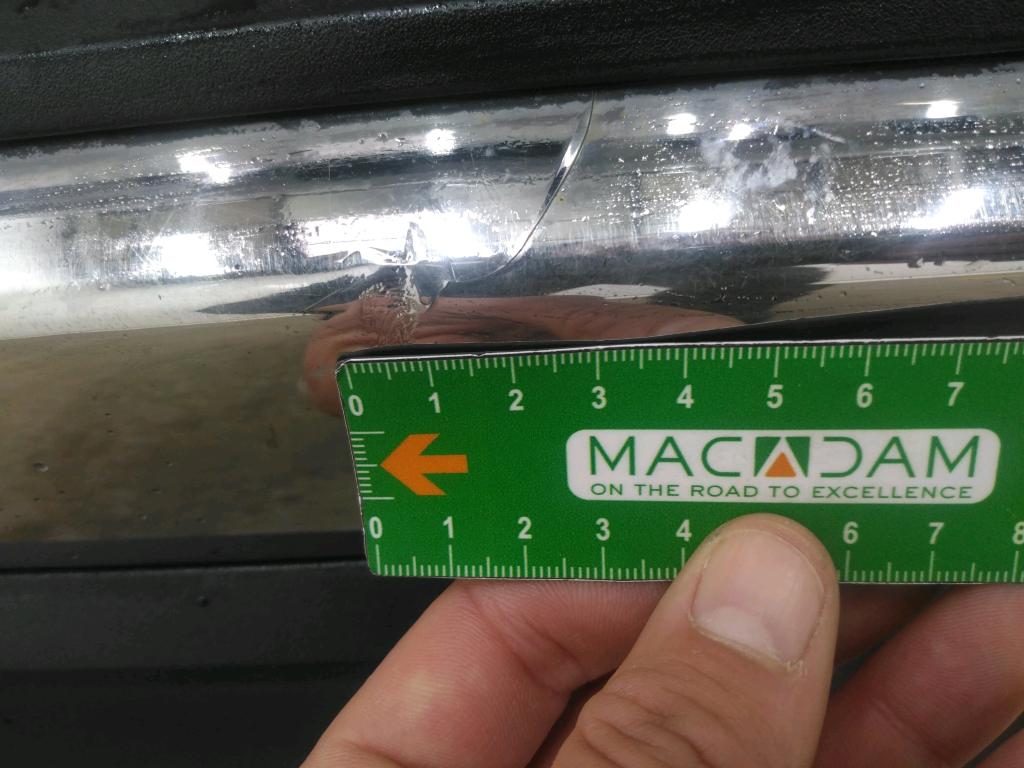 0 1 2 3 4 5 6 7
MACADAM
ON THE ROAD TO EXCELLENCE
0 1 2 3 4 6 7 8